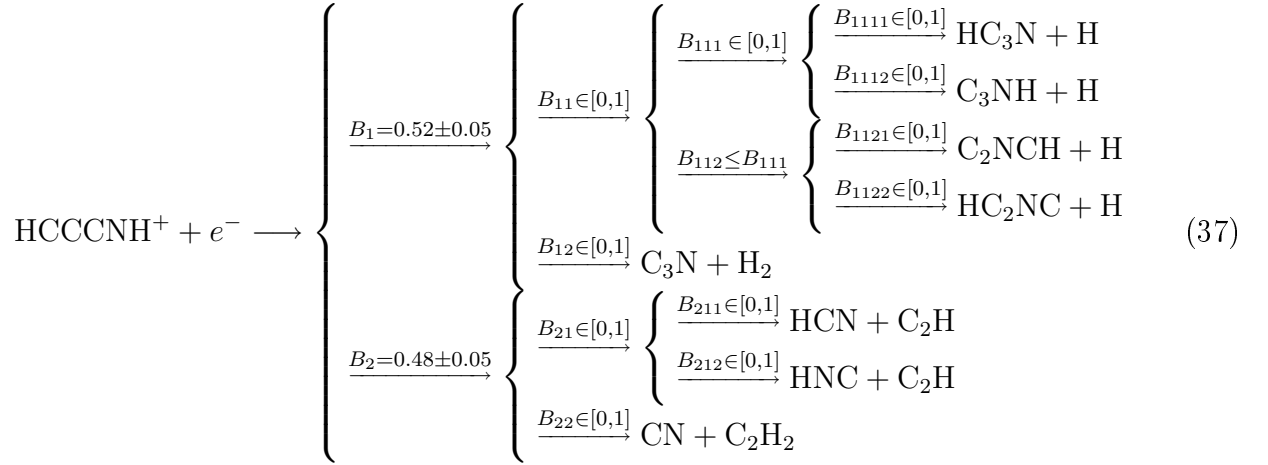 B₁₁₁₁∈[0,1] HC₃N + H
B₁₁₁ ∈[0,1]
B₁₁₁₂∈[0,1] C₃NH + H
B₁₁∈[0,1]
B₁=0.52±0.05
B₁₁₂₁∈[0,1] C₂NCH + H
B₁₁₂≤B₁₁₁
B₁₁₂₂∈[0,1] HC₂NC + H
HCCCNH⁺ + e⁻ ⟶ (37)
B₁₂∈[0,1] C₃N + H₂
B₂₁₁∈[0,1] HCN + C₂H
B₂₁∈[0,1]
B₂=0.48±0.05
B₂₁₂∈[0,1] HNC + C₂H
B₂₂∈[0,1] CN + C₂H₂